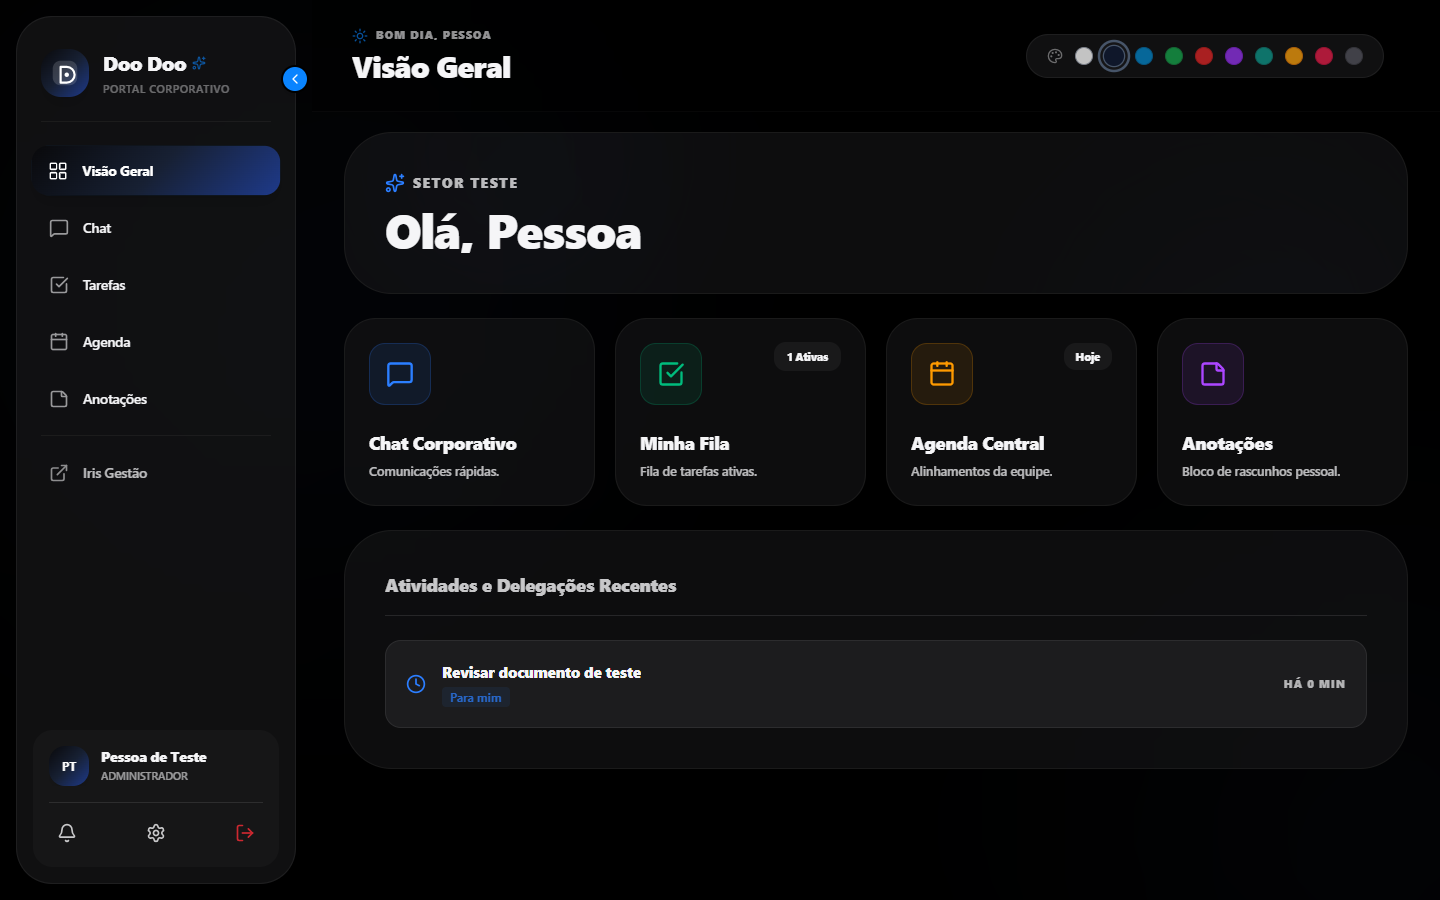 Doo Doo
PORTAL CORPORATIVO
Visão Geral
Chat
Tarefas
Agenda
Anotações
Iris Gestão
PT
Pessoa de Teste
ADMINISTRADOR
BOM DIA, PESSOA
Visão Geral
SETOR TESTE
Olá, Pessoa
Chat Corporativo
Comunicações rápidas.
1 Ativas
Minha Fila
Fila de tarefas ativas.
Hoje
Agenda Central
Alinhamentos da equipe.
Anotações
Bloco de rascunhos pessoal.
Atividades e Delegações Recentes
Revisar documento de teste
Para mim
HÁ 0 MIN